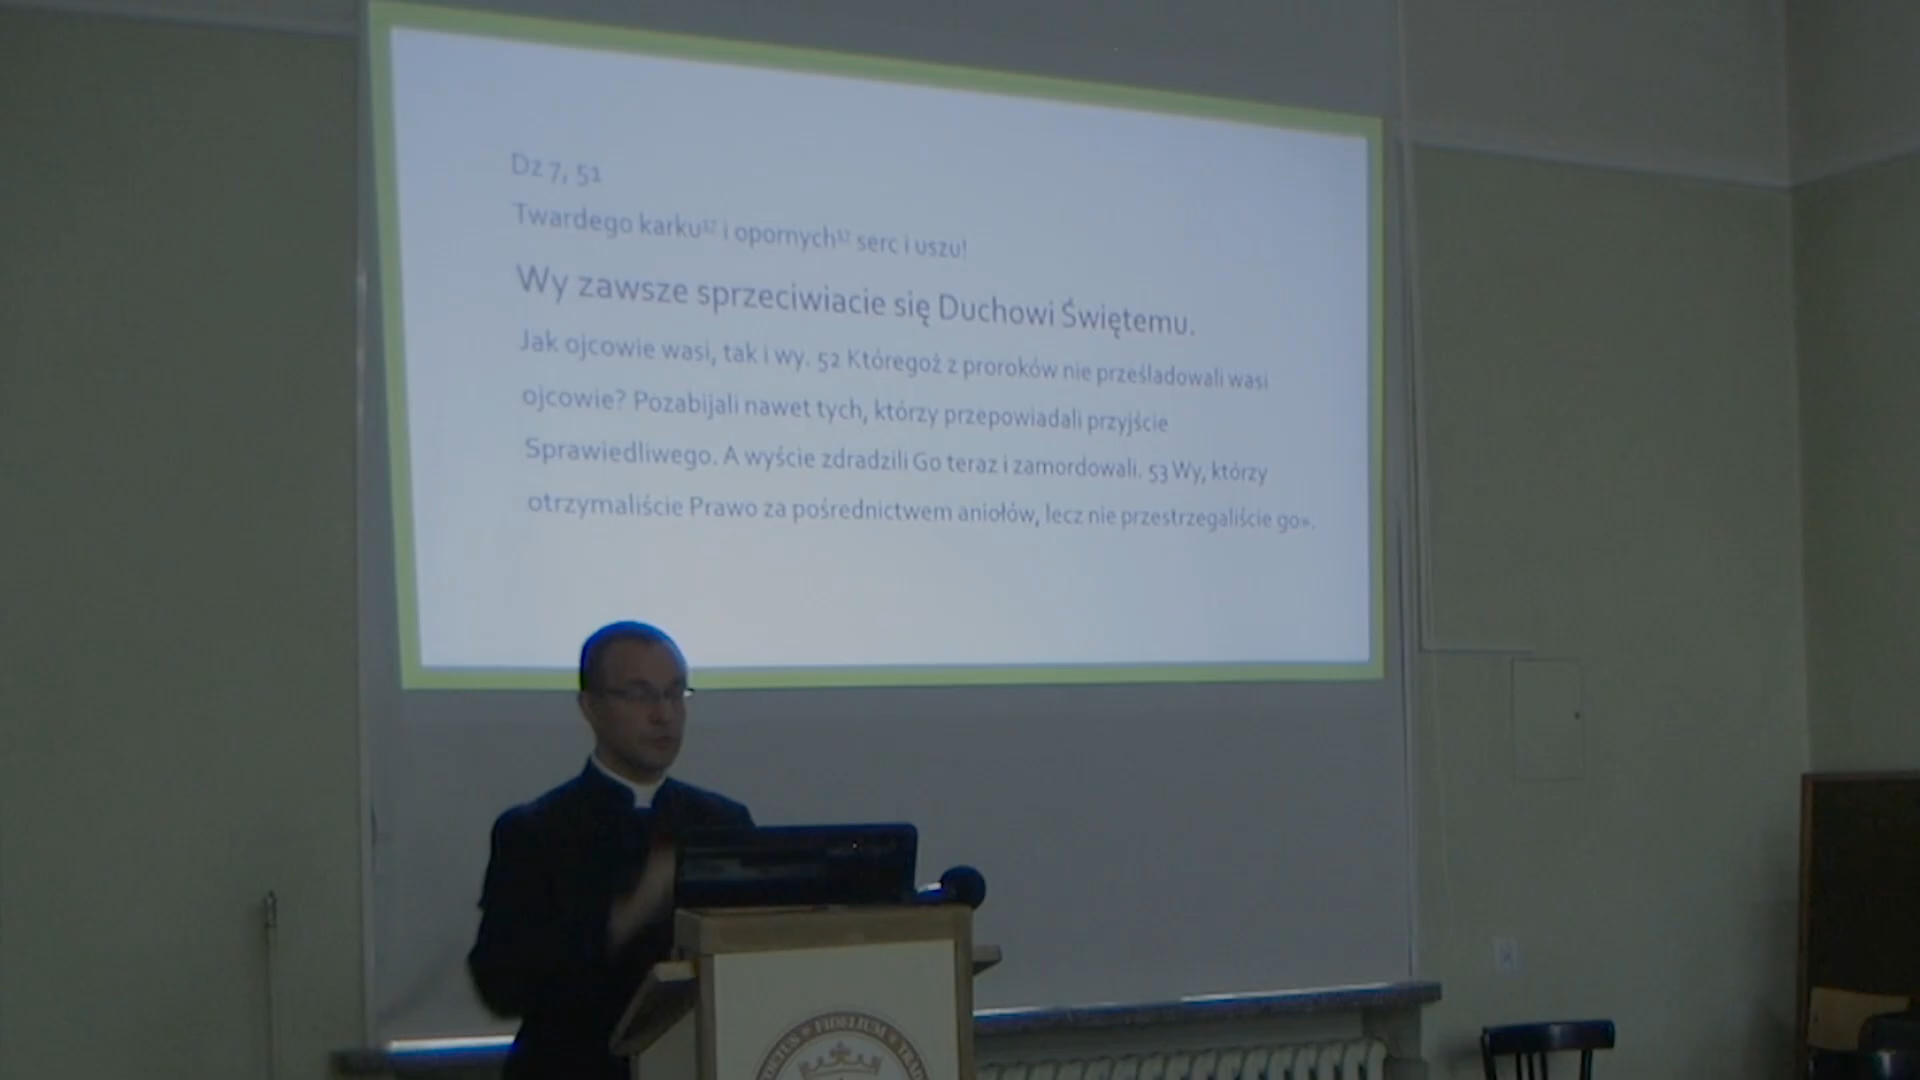 Dz 7, 51
Twardego karku¹² i opornych¹² serc i uszu!
Wy zawsze sprzeciwiacie się Duchowi Świętemu.
Jak ojcowie wasi, tak i wy. 52 Któregoż z proroków nie prześladowali wasi
ojcowie? Pozabijali nawet tych, którzy przepowiadali przyjście
Sprawiedliwego. A wyście zdradzili Go teraz i zamordowali. 53 Wy, którzy
otrzymaliście Prawo za pośrednictwem aniołów, lecz nie przestrzegaliście go».
FIDELIUM